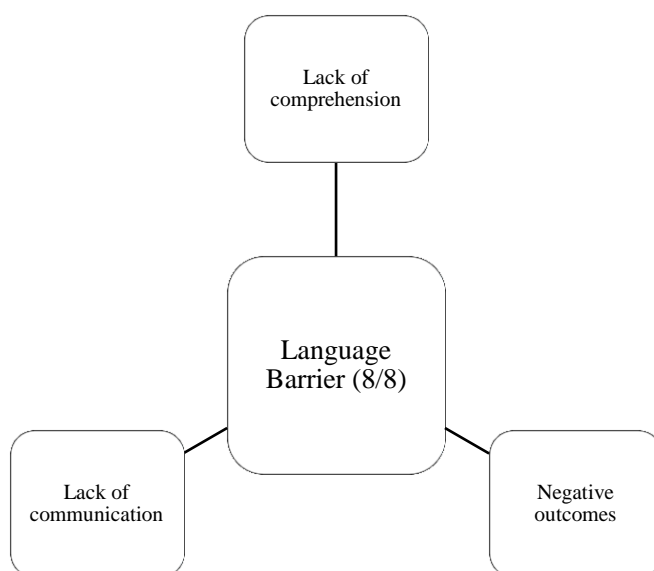 Lack of
comprehension
Language
Barrier (8/8)
Lack of
communication
Negative
outcomes